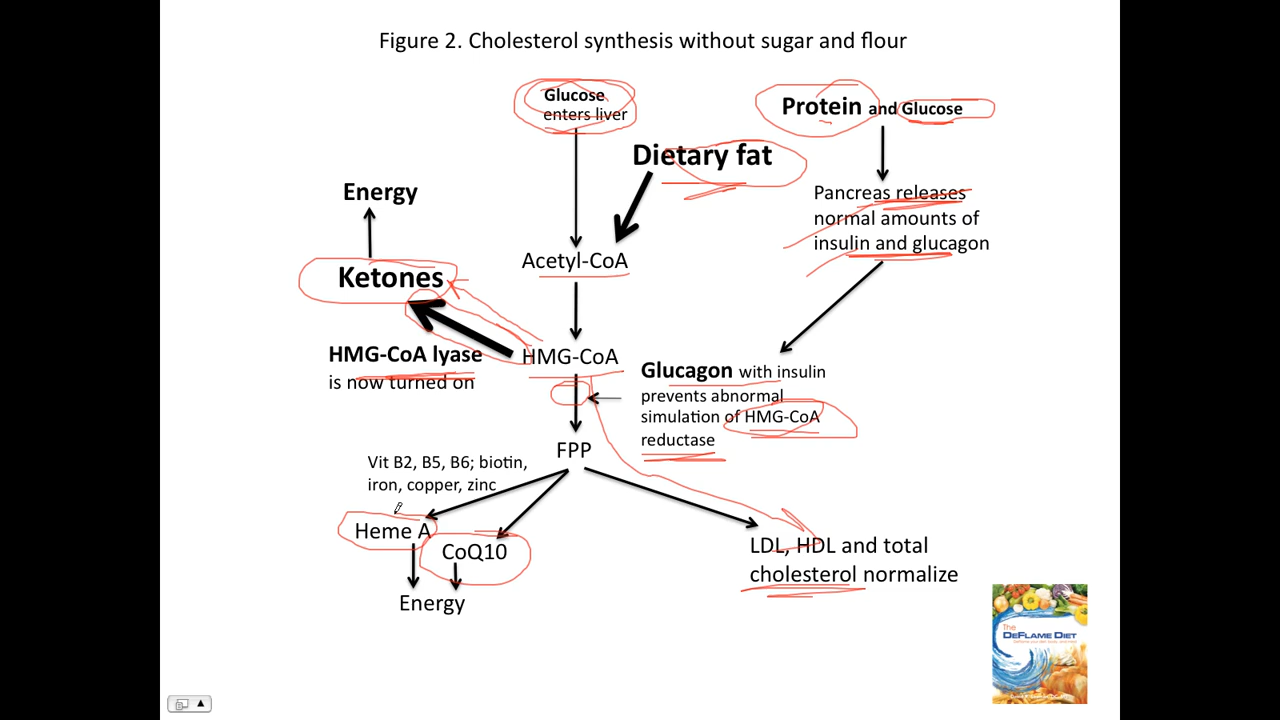 Figure 2. Cholesterol synthesis without sugar and flour
Glucose
enters liver
Protein and Glucose
Dietary fat
Energy
Pancreas releases
normal amounts of
insulin and glucagon
Acetyl-CoA
Ketones
HMG-CoA lyase
is now turned on
HMG-CoA
Glucagon with insulin
prevents abnormal
simulation of HMG-CoA
reductase
FPP
Vit B2, B5, B6; biotin,
iron, copper, zinc
Heme A
CoQ10
Energy
LDL, HDL and total
cholesterol normalize
The
DEFLAME DIET